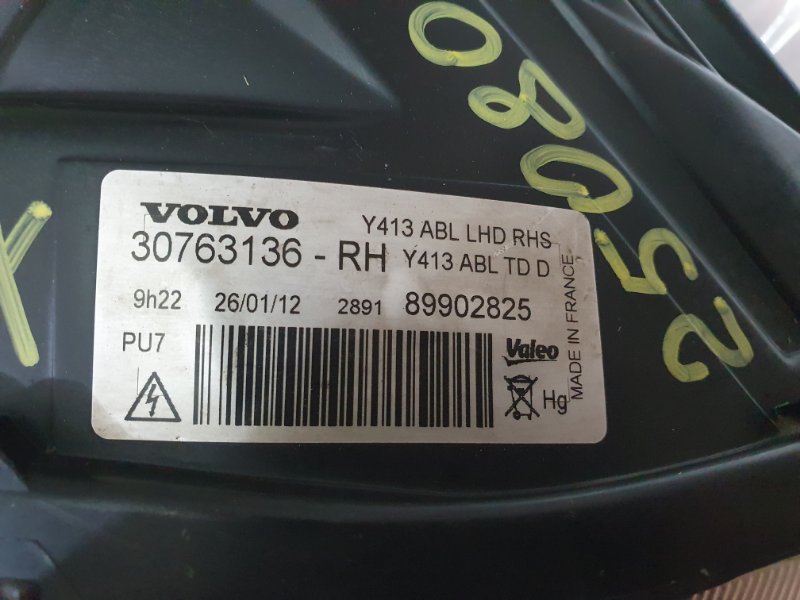 VOLVO
Y413 ABL LHD RHS
30763136 - RH
Y413 ABL TD D
9h22 26/01/12 2891 89902825
PU7
Valeo
Hg
MADE IN FRANCE